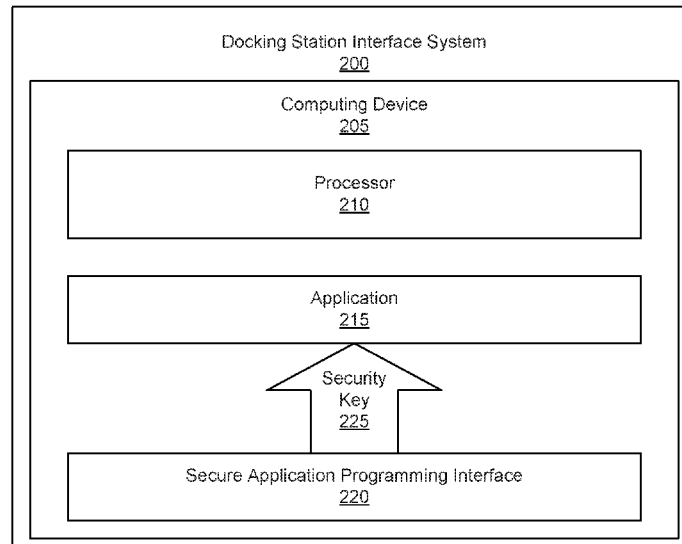 Docking Station Interface System
200
Computing Device
205
Processor
210
Application
215
Security
Key
225
Secure Application Programming Interface
220